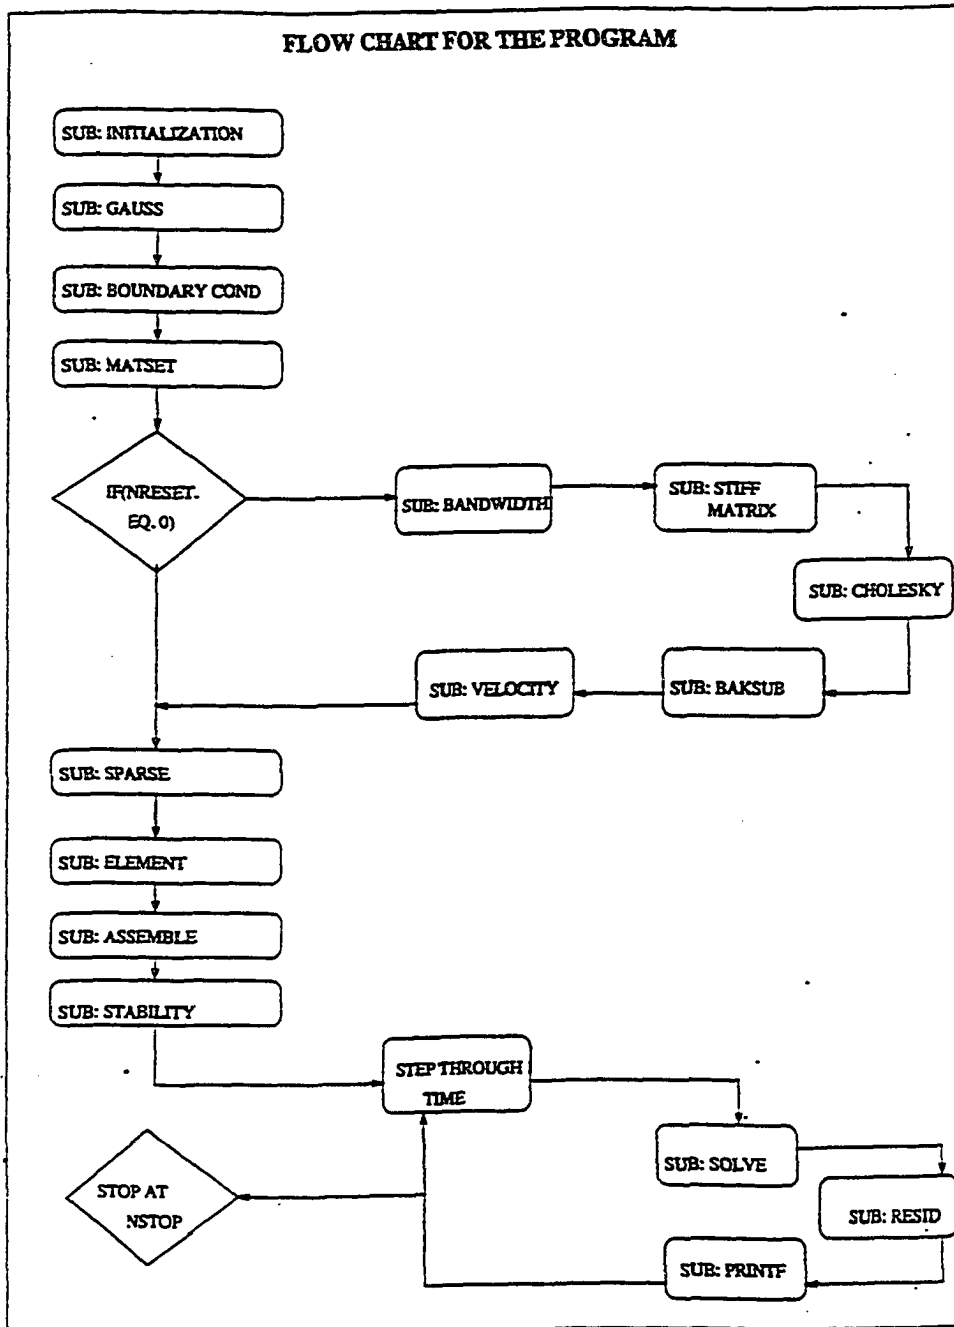 FLOW CHART FOR THE PROGRAM
SUB: INITIALIZATION
SUB: GAUSS
SUB: BOUNDARY COND
SUB: MATSET
IF(NRESET.
EQ. 0)
SUB: BANDWIDTH
SUB: STIFF
MATRIX
SUB: CHOLESKY
SUB: BAKSUB
SUB: VELOCITY
SUB: SPARSE
SUB: ELEMENT
SUB: ASSEMBLE
SUB: STABILITY
STEP THROUGH
TIME
SUB: SOLVE
SUB: RESID
SUB: PRINTF
STOP AT
NSTOP